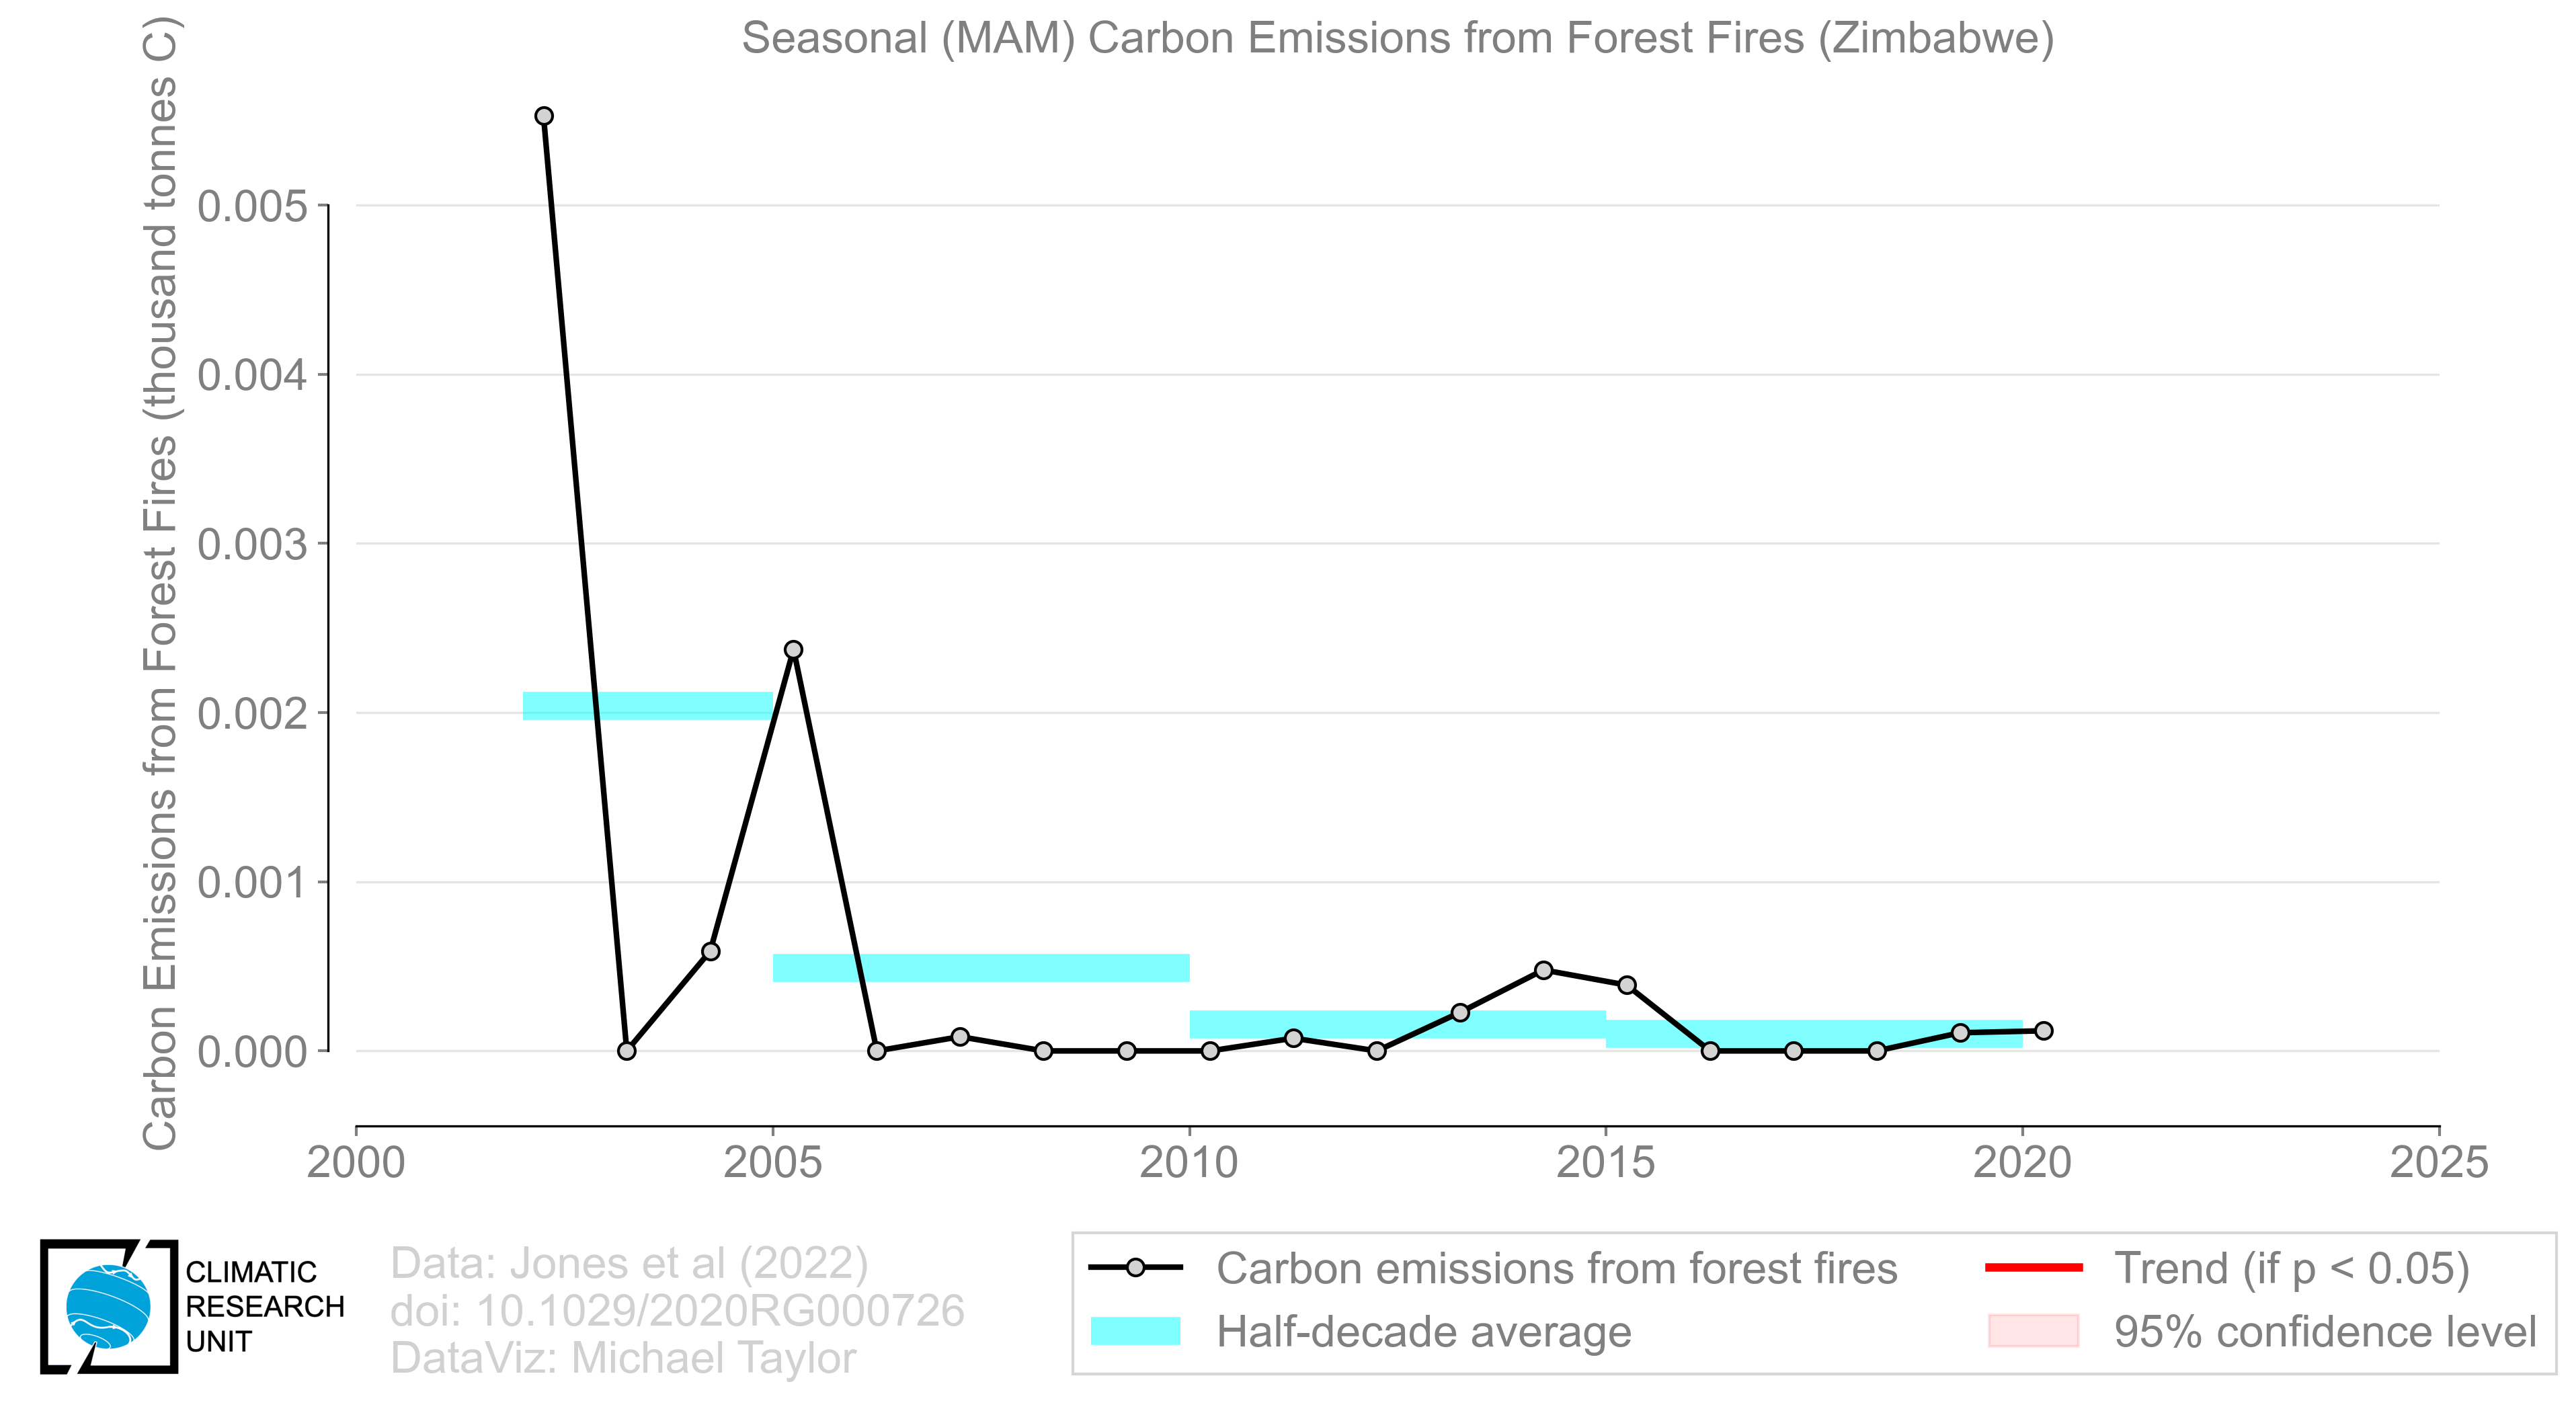 Seasonal (MAM) Carbon Emissions from Forest Fires (Zimbabwe)
Carbon Emissions from Forest Fires (thousand tonnes C)
0.005
0.004
0.003
0.002
0.001
0.000
2000 2005 2010 2015 2020 2025
CLIMATIC
RESEARCH
UNIT
Data: Jones et al (2022)
doi: 10.1029/2020RG000726
DataViz: Michael Taylor
Carbon emissions from forest fires
Half-decade average
Trend (if p < 0.05)
95% confidence level